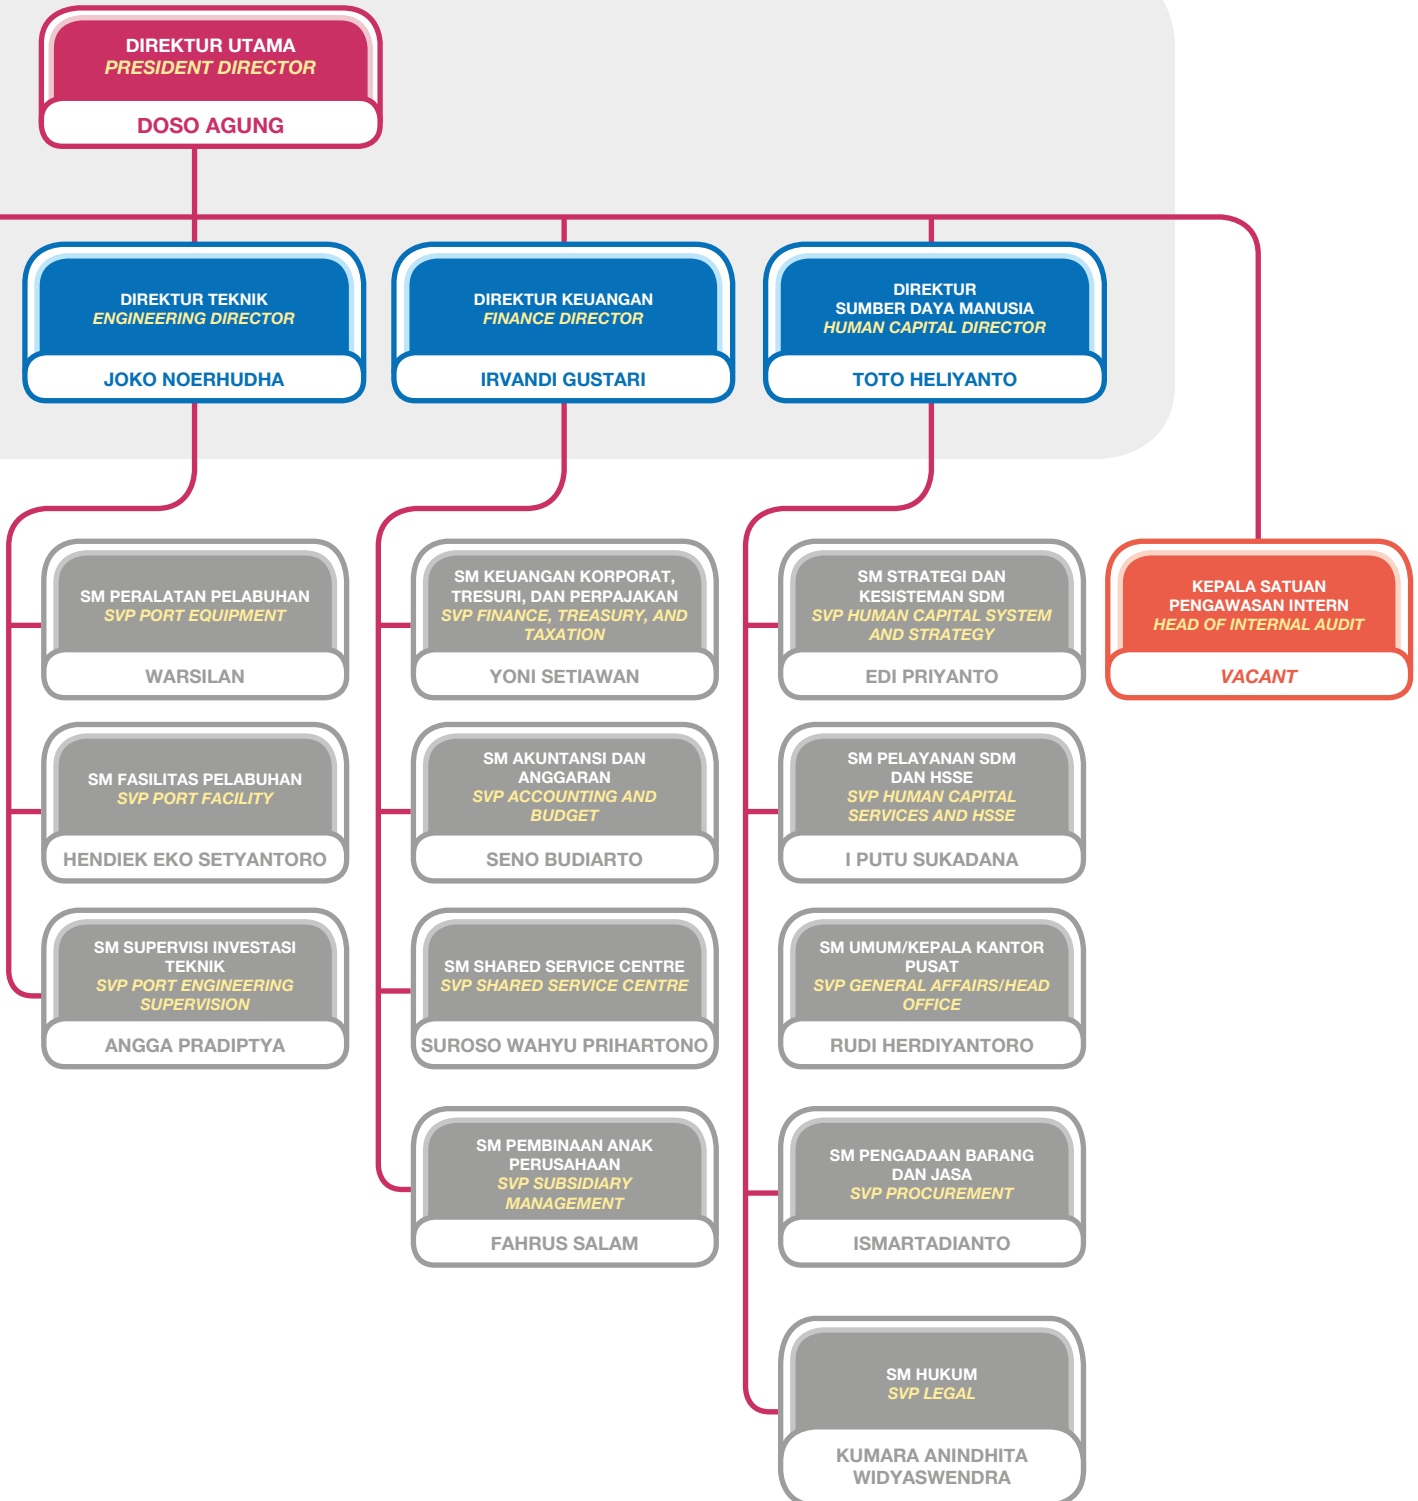 DIREKTUR UTAMA
PRESIDENT DIRECTOR
DOSO AGUNG
DIREKTUR TEKNIK
ENGINEERING DIRECTOR
JOKO NOERHUDHA
DIREKTUR KEUANGAN
FINANCE DIRECTOR
IRVANDI GUSTARI
DIREKTUR
SUMBER DAYA MANUSIA
HUMAN CAPITAL DIRECTOR
TOTO HELIYANTO
SM PERALATAN PELABUHAN
SVP PORT EQUIPMENT
WARSILAN
SM FASILITAS PELABUHAN
SVP PORT FACILITY
HENDIEK EKO SETYANTORO
SM SUPERVISI INVESTASI
TEKNIK
SVP PORT ENGINEERING
SUPERVISION
ANGGA PRADIPTYA
SM KEUANGAN KORPORAT,
TRESURI, DAN PERPAJAKAN
SVP FINANCE, TREASURY, AND
TAXATION
YONI SETIAWAN
SM AKUNTANSI DAN
ANGGARAN
SVP ACCOUNTING AND
BUDGET
SENO BUDIARTO
SM SHARED SERVICE CENTRE
SVP SHARED SERVICE CENTRE
SUROSO WAHYU PRIHARTONO
SM PEMBINAAN ANAK
PERUSAHAAN
SVP SUBSIDIARY
MANAGEMENT
FAHRUS SALAM
SM STRATEGI DAN
KESISTEMAN SDM
SVP HUMAN CAPITAL SYSTEM
AND STRATEGY
EDI PRIYANTO
SM PELAYANAN SDM
DAN HSSE
SVP HUMAN CAPITAL
SERVICES AND HSSE
I PUTU SUKADANA
SM UMUM/KEPALA KANTOR
PUSAT
SVP GENERAL AFFAIRS/HEAD
OFFICE
RUDI HERDIYANTORO
SM PENGADAAN BARANG
DAN JASA
SVP PROCUREMENT
ISMARTADIANTO
SM HUKUM
SVP LEGAL
KUMARA ANINDHITA
WIDYASWENDRA
KEPALA SATUAN
PENGAWASAN INTERN
HEAD OF INTERNAL AUDIT
VACANT